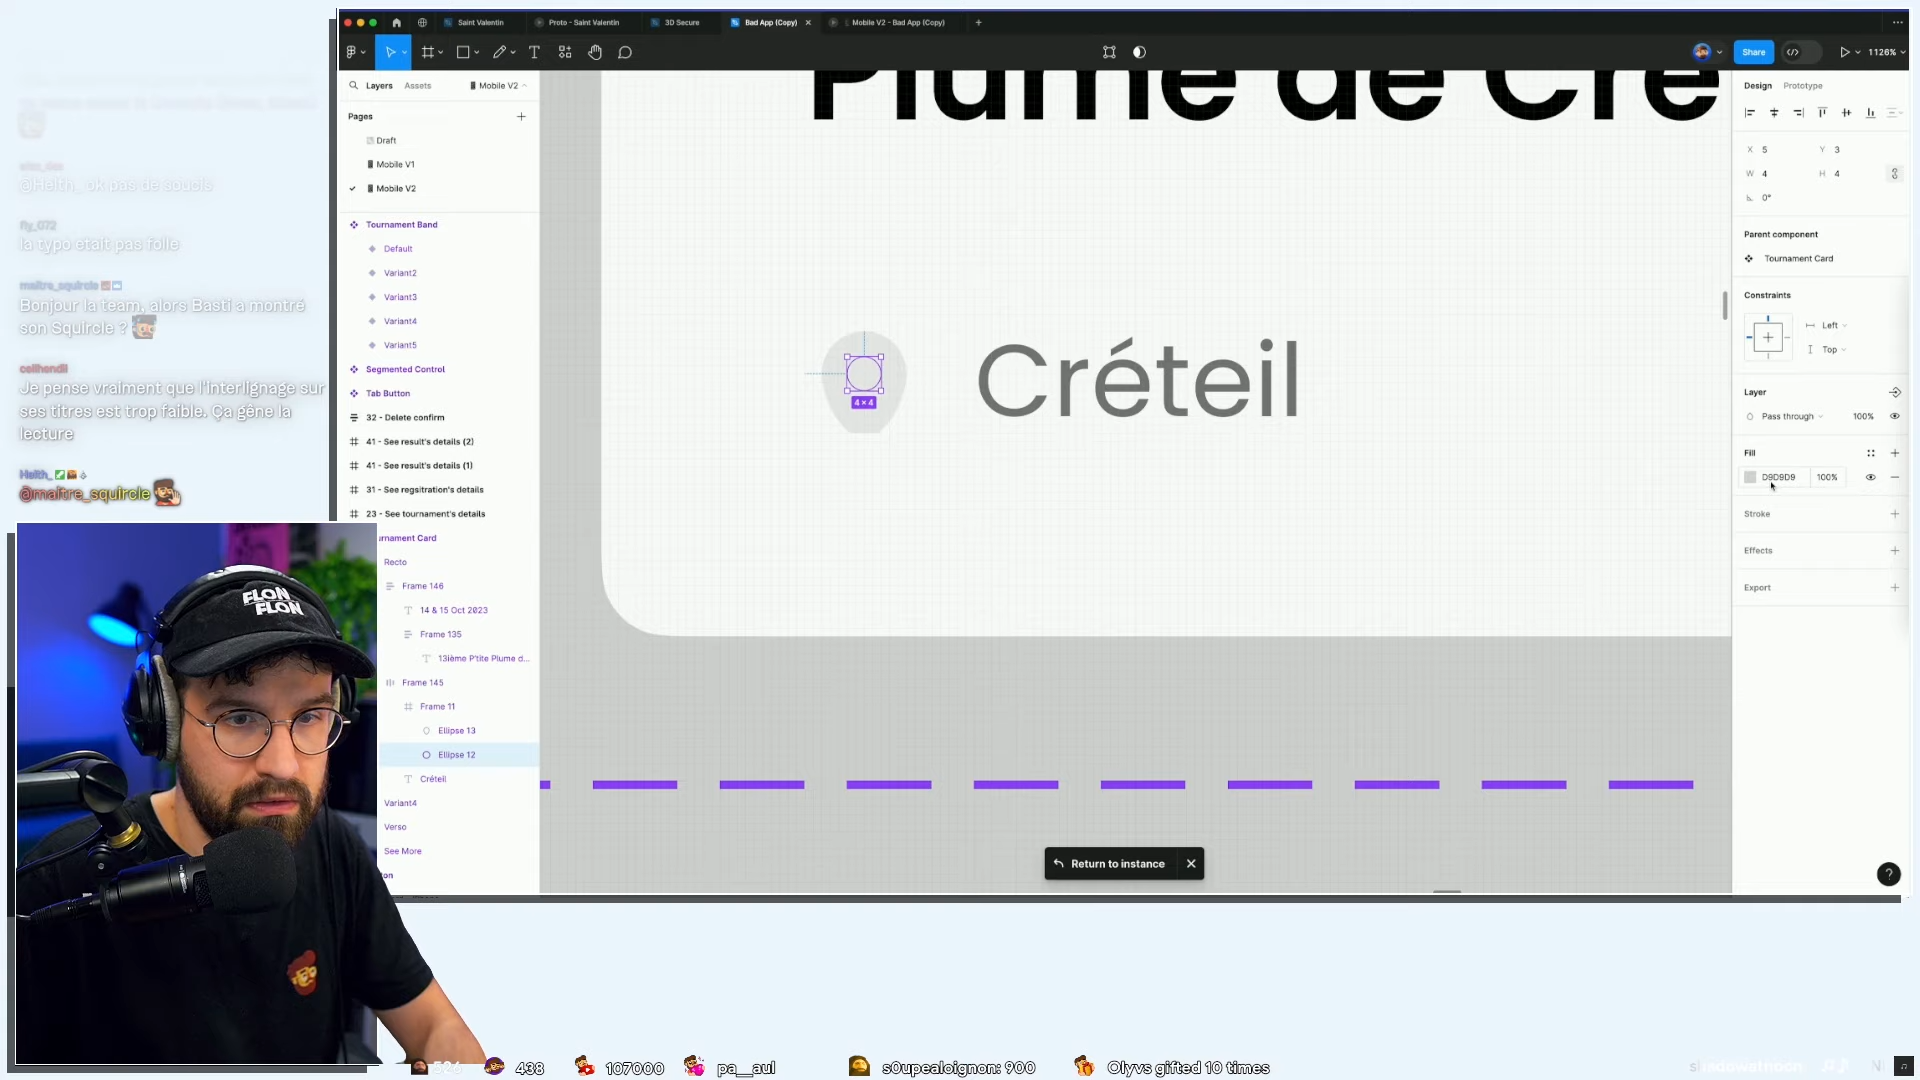 Saint Valentin
Proto - Saint Valentin
3D Secure
Bad App (Copy)
Mobile V2 - Bad App (Copy)
Share
1126%
Layers
Assets
Mobile V2
Pages
Draft
Mobile V1
Mobile V2
Tournament Band
Default
Variant2
Variant3
Variant4
Variant5
Segmented Control
Tab Button
32 - Delete confirm
41 - See result's details (2)
41 - See result's details (1)
31 - See regsitration's details
23 - See tournament's details
rnament Card
Recto
Frame 146
14 & 15 Oct 2023
Frame 135
13ième P'tite Plume d...
Frame 145
Frame 11
Ellipse 13
Ellipse 12
Créteil
Variant4
Verso
See More
Plume de Cré
Créteil
4 × 4
Return to instance
Design
Prototype
X 5
Y 3
W 4
H 4
0°
Parent component
Tournament Card
Constraints
Left
Top
Layer
Pass through
100%
Fill
D9D9D9
100%
Stroke
Effects
Export
?
@Helth_ ok pas de soucis
fly_072
la typo était pas folle
maitre_squircle
Bonjour la team, alors Basti a montré
son Squircle ?
Je pense vraiment que l'interlignage sur
ses titres est trop faible. Ça gêne la
lecture
Helth_
@maitre_squircle
FLON
FLON
438
107000
pa__aul
s0upealoignon: 900
Olyvs gifted 10 times